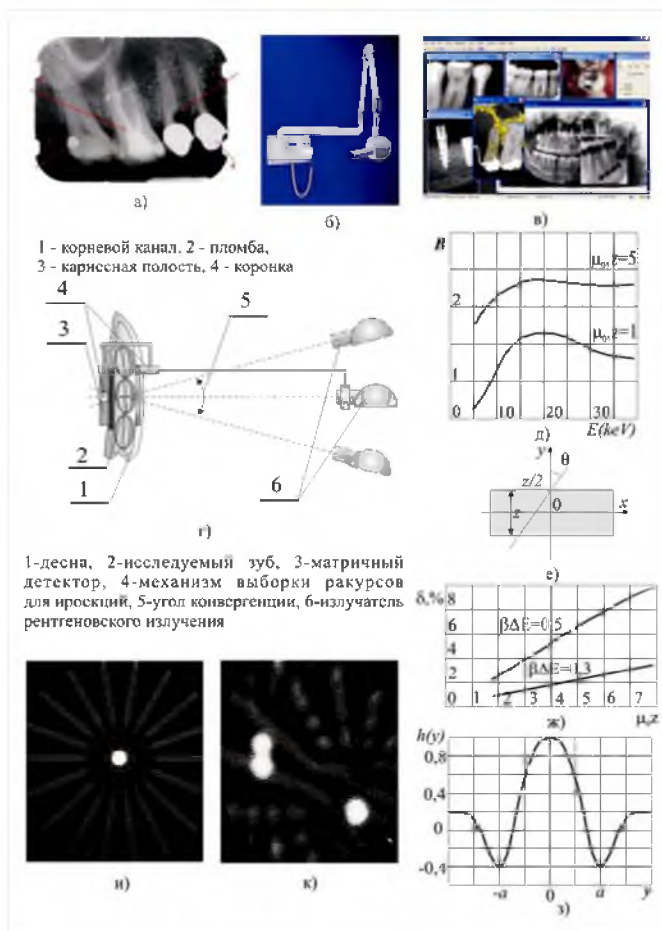 а)
б)
в)
1 - корневой канал, 2 - пломба,
3 - кариесная полость, 4 - коронка
4
5
3
2
1
6
г)
1-десна, 2-исследуемый зуб, 3-матричный
детектор, 4-механизм выборки ракурсов
для проекций, 5-угол конвергенции, 6-излучатель
рентгеновского излучения
B
μ₀z=5
2
μ₀z=1
1
0 10 20 30
E(keV)
д)
y
θ
z/2
0
x
z
е)
δ,% 8
βΔE=0,5
6
4
βΔE=0,3
2
0 1 2 3 4 5 6 7
ж)
μ₀z
h(y)
0,8
0,4
0
-0,4
-a 0 a y
з)
и)
к)